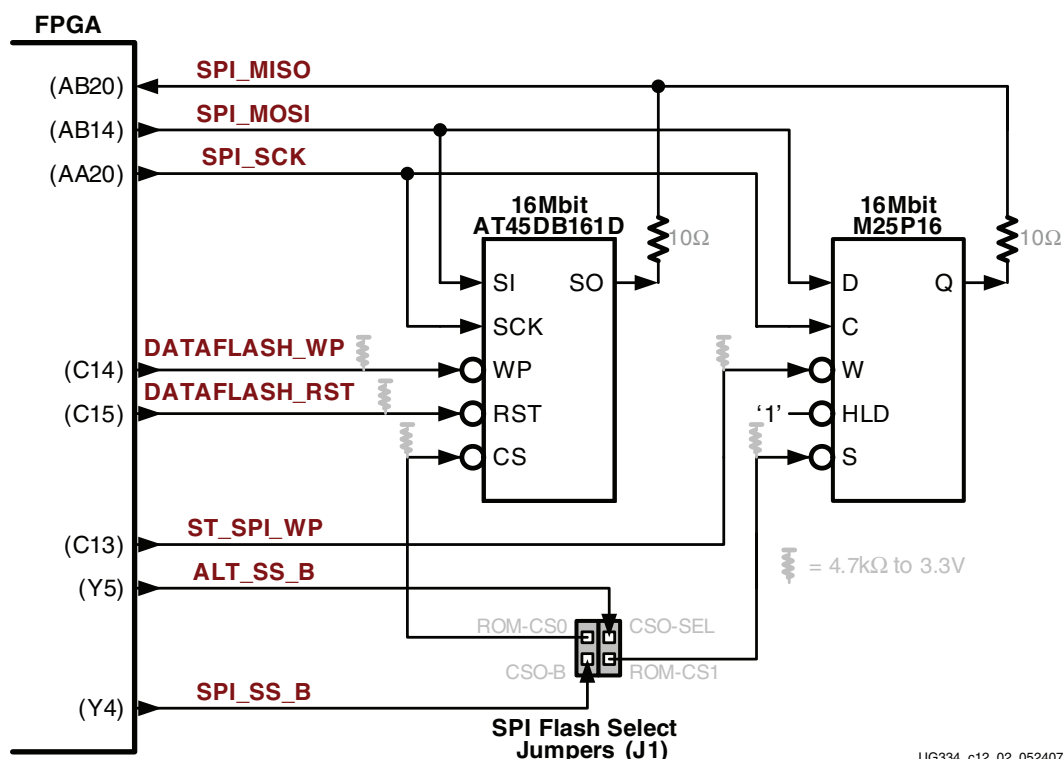 FPGA
(AB20)
SPI_MISO
(AB14)
SPI_MOSI
(AA20)
SPI_SCK
16Mbit
AT45DB161D
16Mbit
M25P16
10Ω
10Ω
SI
SO
SCK
WP
RST
CS
D
Q
C
W
HLD
S
‘1’
(C14)
DATAFLASH_WP
(C15)
DATAFLASH_RST
(C13)
ST_SPI_WP
(Y5)
ALT_SS_B
= 4.7kΩ to 3.3V
ROM-CS0
CSO-SEL
CSO-B
ROM-CS1
(Y4)
SPI_SS_B
SPI Flash Select
Jumpers (J1)
UG334_c12_02_052407